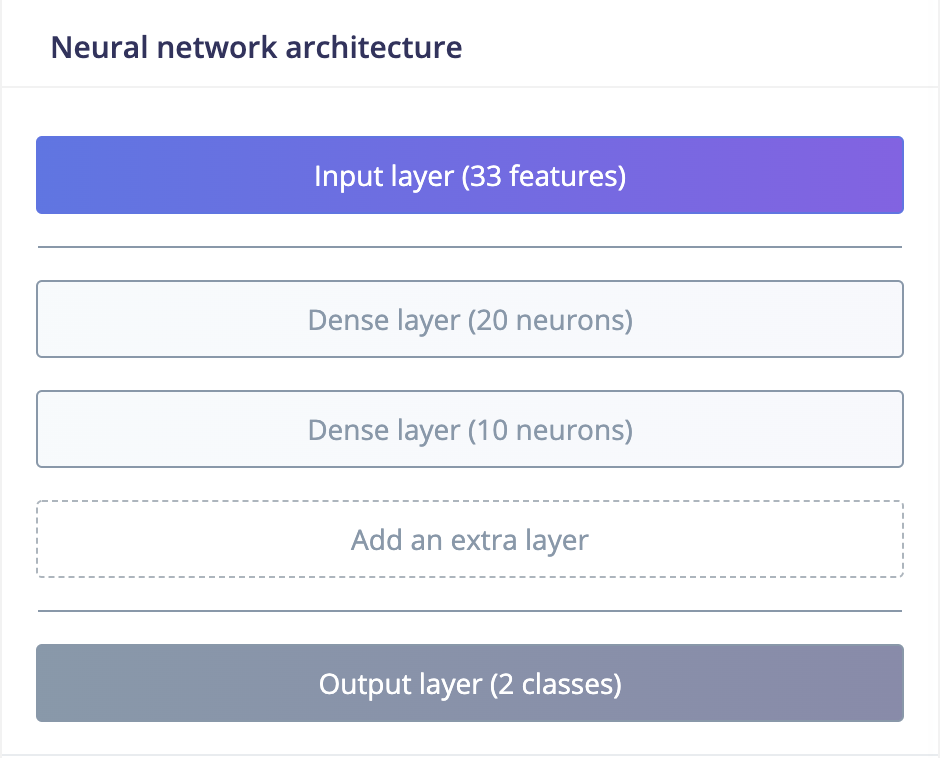 Neural network architecture
Input layer (33 features)
Dense layer (20 neurons)
Dense layer (10 neurons)
Add an extra layer
Output layer (2 classes)